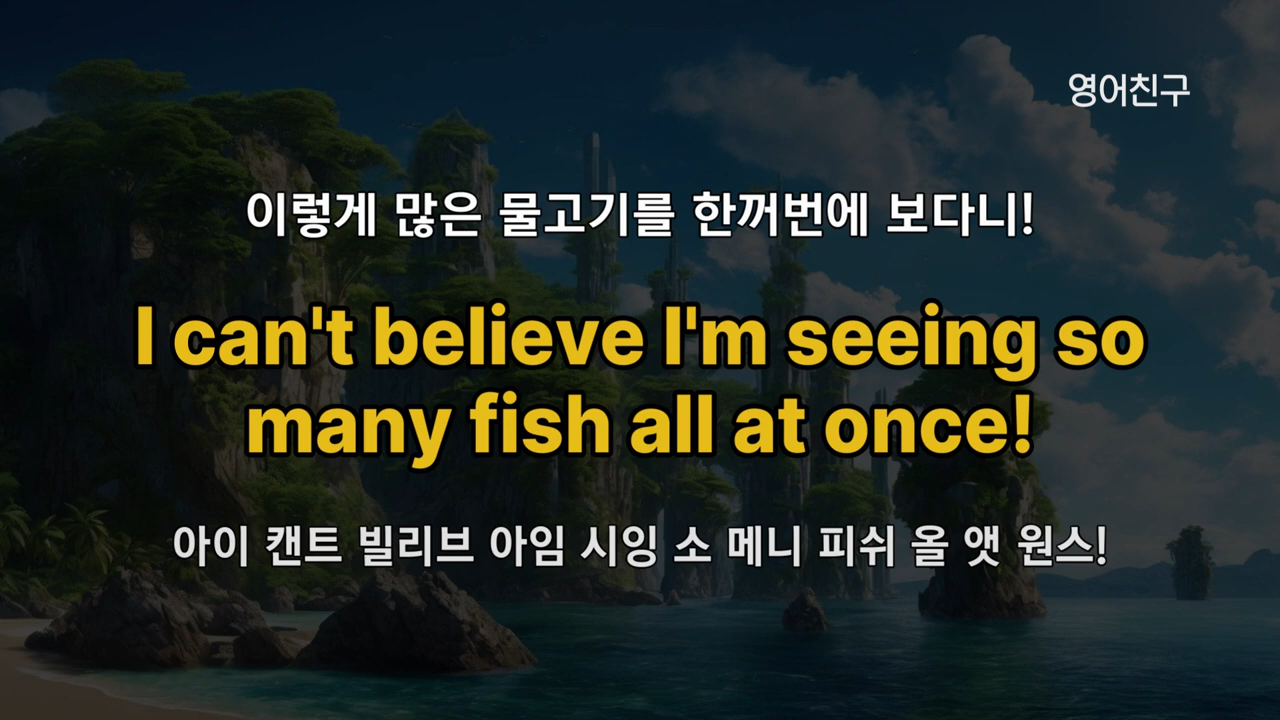 영어친구
이렇게 많은 물고기를 한꺼번에 보다니!
I can't believe I'm seeing so
many fish all at once!
아이 캔트 빌리브 아임 시잉 소 메니 피쉬 올 앳 원스!